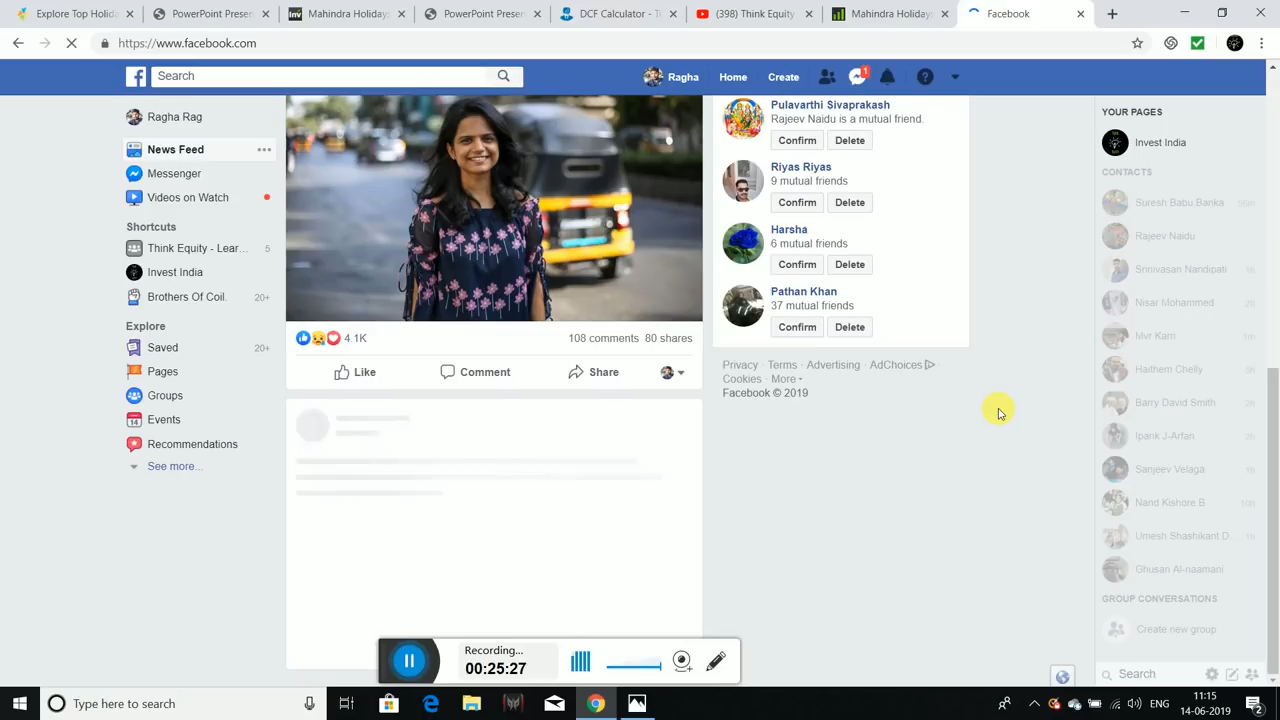 Explore Top Holida
PowerPoint Presen
Mahindra Holidays
PowerPoint Presen
DCF Calculator - T
(398) Think Equity
Mahindra Holidays
Facebook
https://www.facebook.com
Search
Ragha
Home
Create
1
Ragha Rag
News Feed
Messenger
Videos on Watch
Shortcuts
Think Equity - Lear... 5
Invest India
Brothers Of Coil. 20+
Explore
Saved 20+
Pages
Groups
Events
Recommendations
See more...
4.1K
108 comments 80 shares
Like
Comment
Share
Pulavarthi Sivaprakash
Rajeev Naidu is a mutual friend.
Confirm Delete
Riyas Riyas
9 mutual friends
Confirm Delete
Harsha
6 mutual friends
Confirm Delete
Pathan Khan
37 mutual friends
Confirm Delete
Privacy · Terms · Advertising · AdChoices ·
Cookies · More
Facebook © 2019
YOUR PAGES
Invest India
CONTACTS
Suresh Babu Banka
Rajeev Naidu
Srinivasan Nandipati
Nisar Mohammed
Mvr Karri
Haithem Chelly
Barry David Smith
Ipank J-Arfan
Sanjeev Velaga
Nand Kishore B
Umesh Shashikant D...
Ghusan Al-naamani
GROUP CONVERSATIONS
Create new group
Search
Recording...
00:25:27
Type here to search
ENG
11:15
14-06-2019
2